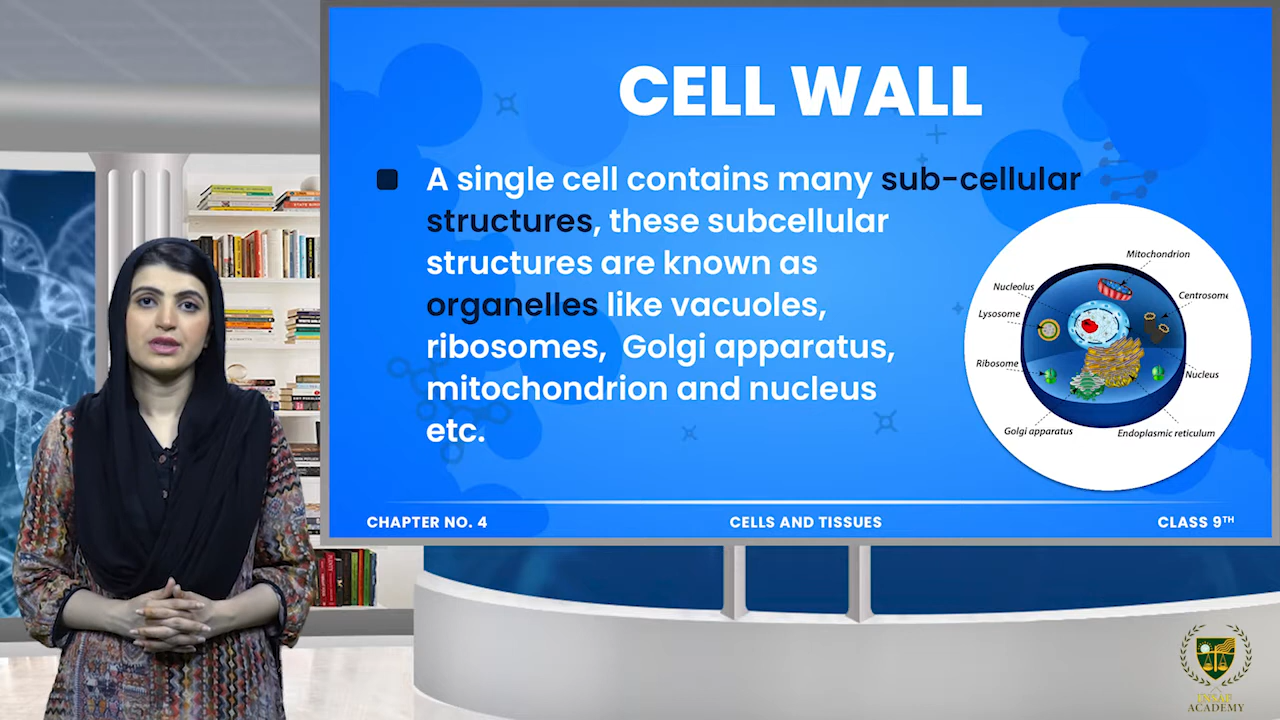 CELL WALL
A single cell contains many sub-cellular
structures, these subcellular
structures are known as
organelles like vacuoles,
ribosomes, Golgi apparatus,
mitochondrion and nucleus
etc.
Mitochondrion
Nucleolus
Centrosome
Lysosome
Ribosome
Nucleus
Golgi apparatus
Endoplasmic reticulum
CHAPTER NO. 4
CELLS AND TISSUES
CLASS 9TH
ACADEMY